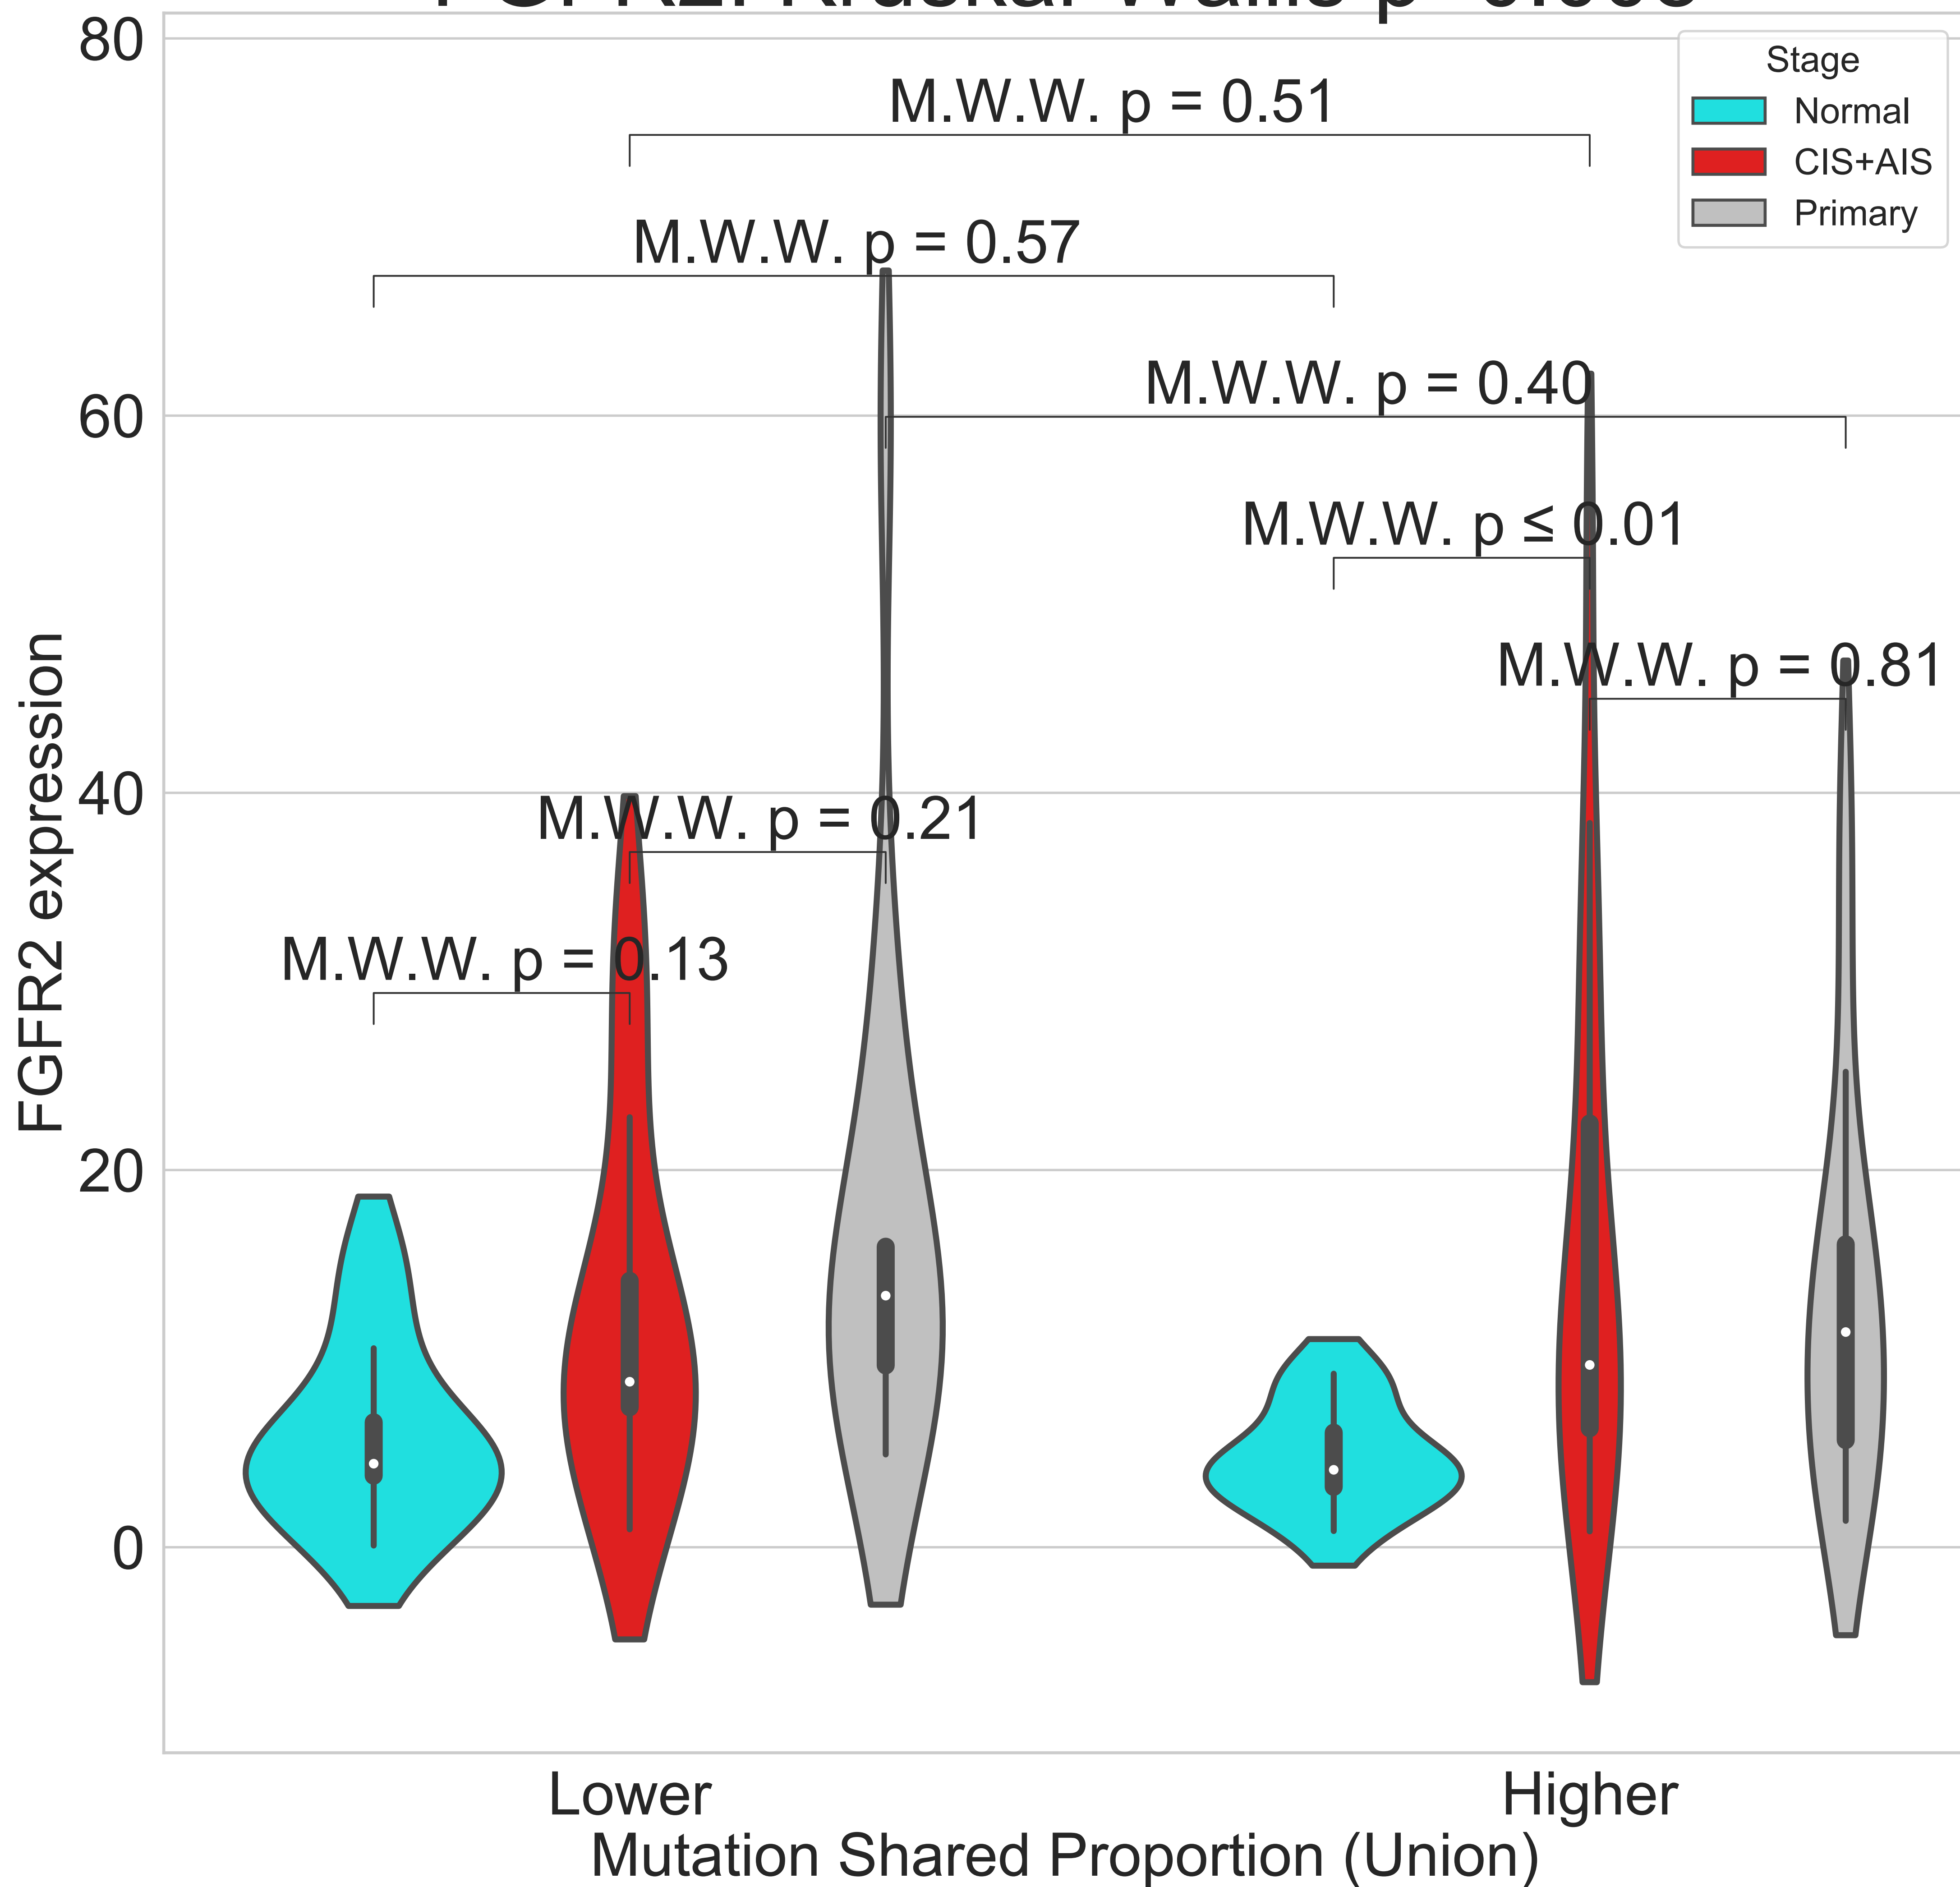 80
Stage
Normal
CIS+AIS
Primary
M.W.W. p = 0.51
M.W.W. p = 0.57
M.W.W. p = 0.40
60
M.W.W. p ≤ 0.01
M.W.W. p = 0.81
FGFR2 expression
40
M.W.W. p = 0.21
M.W.W. p = 0.13
20
0
Lower
Higher
Mutation Shared Proportion (Union)